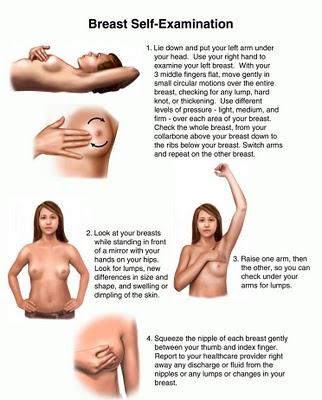 Breast Self-Examination
1. Lie down and put your left arm under
your head.  Use your right hand to
examine your left breast.  With your
3 middle fingers flat, move gently in
small circular motions over the entire
breast, checking for any lump, hard
knot, or thickening.  Use different
levels of pressure - light, medium, and
firm - over each area of your breast.
Check the whole breast, from your
collarbone above your breast down to
the ribs below your breast. Switch arms
and repeat on the other breast.
2. Look at your breasts
while standing in front
of a mirror with your
hands on your hips.
Look for lumps, new
differences in size and
shape, and swelling or
dimpling of the skin.
3. Raise one arm, then
the other, so you can
check under your
arms for lumps.
4. Squeeze the nipple of each breast gently
between your thumb and index finger.
Report to your healthcare provider right
away any discharge or fluid from the
nipples or any lumps or changes in your
breast.